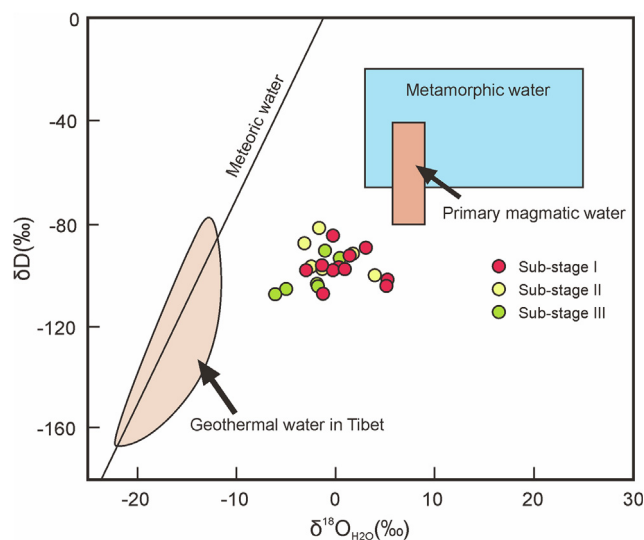 0
-40
-80
-120
-160
δD(‰)
Meteoric water
Metamorphic water
Primary magmatic water
Sub-stage I
Sub-stage II
Sub-stage III
Geothermal water in Tibet
-20
-10
0
10
20
30
δ¹⁸O_H2O(‰)